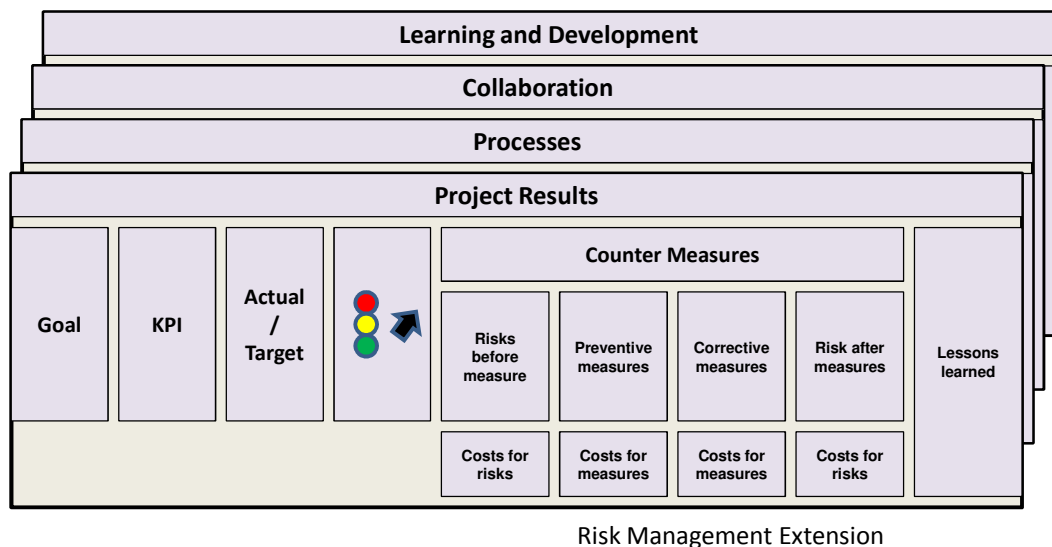 Learning and Development
Collaboration
Processes
Project Results
Goal
KPI
Actual
/
Target
Counter Measures
Risks
before
measure
Preventive
measures
Corrective
measures
Risk after
measures
Lessons
learned
Costs for
risks
Costs for
measures
Costs for
measures
Costs for
risks
Risk Management Extension